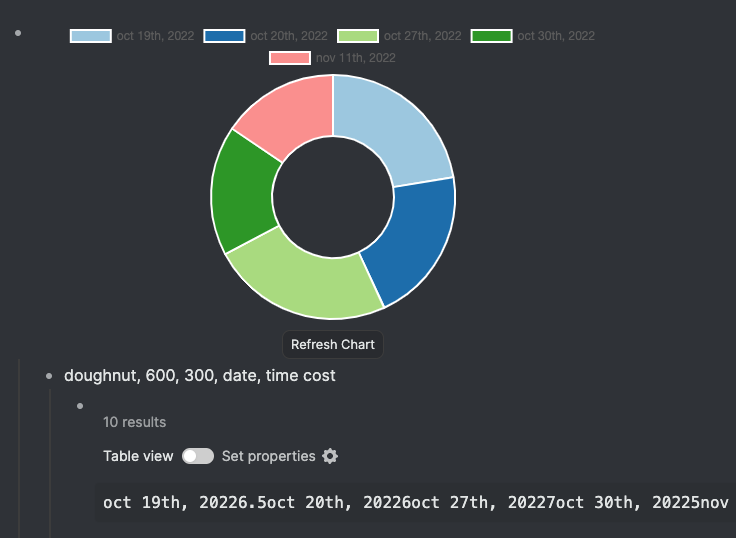 oct 19th, 2022 oct 20th, 2022 oct 27th, 2022 oct 30th, 2022
nov 11th, 2022
Refresh Chart
doughnut, 600, 300, date, time cost
10 results
Table view Set properties
oct 19th, 20226.5oct 20th, 20226oct 27th, 20227oct 30th, 20225nov